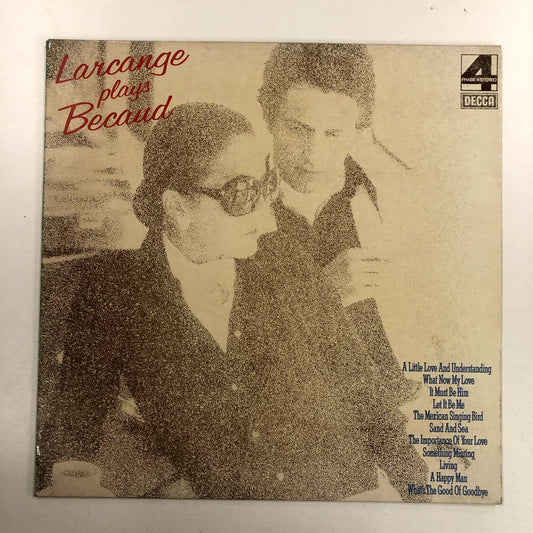 Larcange
plays
Becaud
4
PHASE 4 STEREO
DECCA
A Little Love And Understanding
What Now My Love
It Must Be Him
Let It Be Me
The Mexican Singing Bird
Sand And Sea
The Importance Of Your Love
Something Missing
Living
A Happy Man
What's The Good Of Goodbye